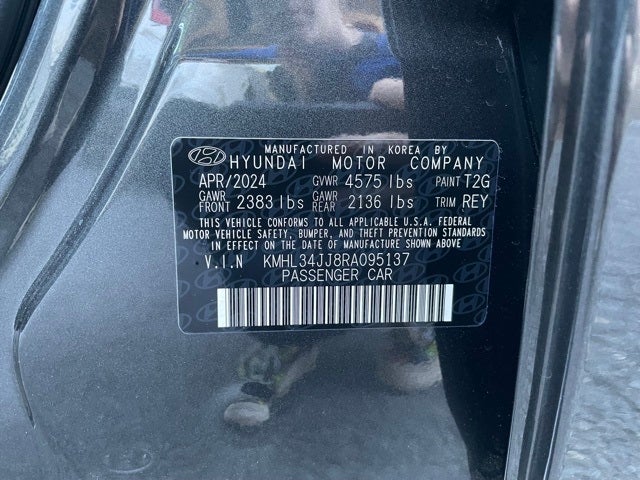 MANUFACTURED IN KOREA BY
HYUNDAI MOTOR COMPANY
APR/2024 GVWR 4575 lbs PAINT T2G
GAWR FRONT 2383 lbs GAWR REAR 2136 lbs TRIM REY
THIS VEHICLE CONFORMS TO ALL APPLICABLE U.S.A. FEDERAL
MOTOR VEHICLE SAFETY, BUMPER, AND THEFT PREVENTION STANDARDS
IN EFFECT ON THE DATE OF MANUFACTURE SHOWN ABOVE
V.I.N KMHL34JJ8RA095137
PASSENGER CAR